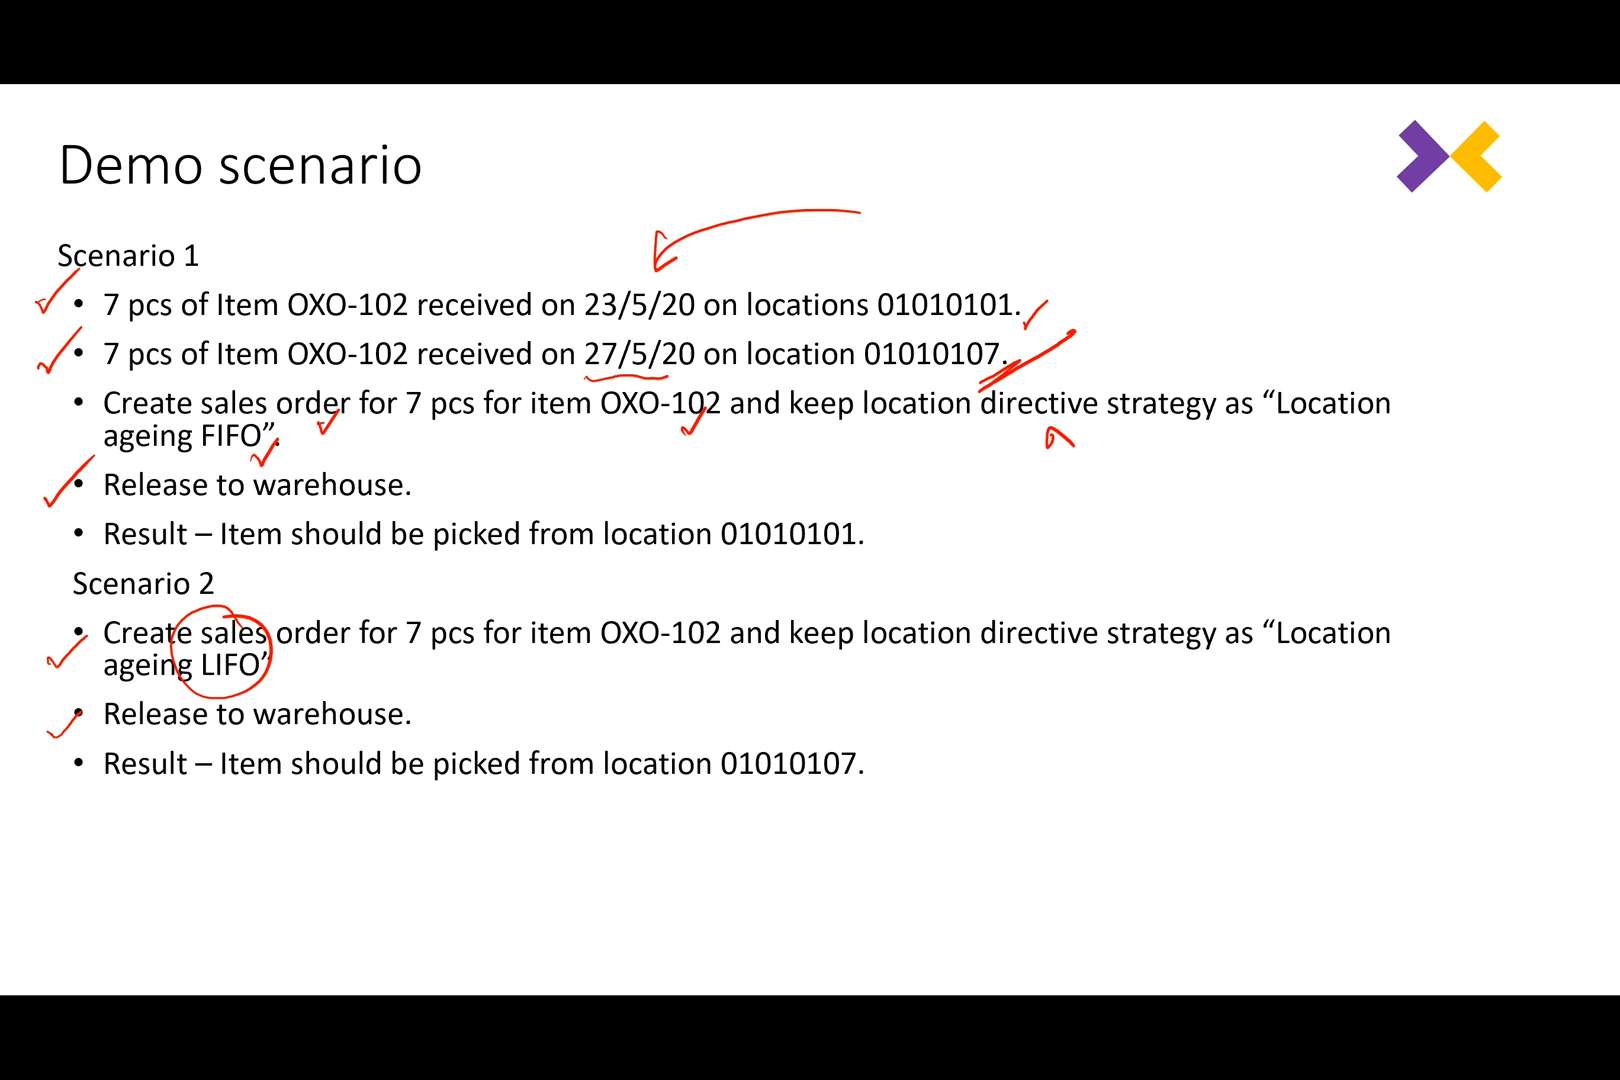 Demo scenario
Scenario 1
• 7 pcs of Item OXO-102 received on 23/5/20 on locations 01010101.
• 7 pcs of Item OXO-102 received on 27/5/20 on location 01010107.
• Create sales order for 7 pcs for item OXO-102 and keep location directive strategy as “Location
ageing FIFO”.
• Release to warehouse.
• Result – Item should be picked from location 01010101.
Scenario 2
• Create sales order for 7 pcs for item OXO-102 and keep location directive strategy as “Location
ageing LIFO”
• Release to warehouse.
• Result – Item should be picked from location 01010107.